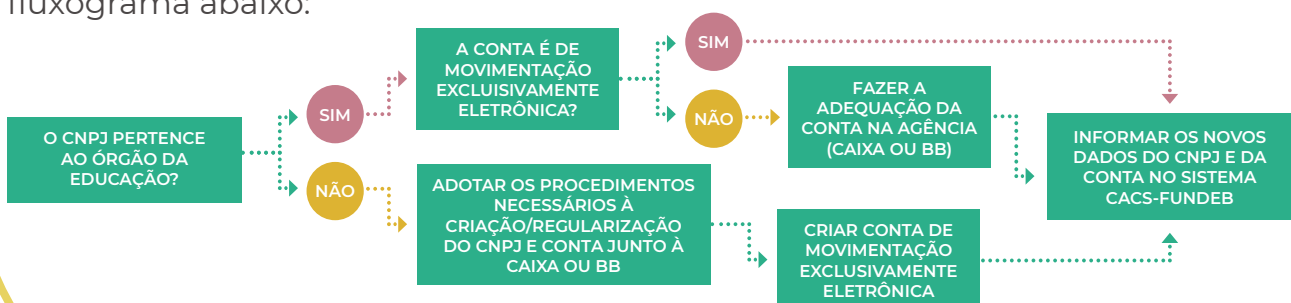 fluxograma abaixo:
O CNPJ PERTENCE
AO ÓRGÃO DA
EDUCAÇÃO?
SIM
A CONTA É DE
MOVIMENTAÇÃO
EXCLUISIVAMENTE
ELETRÔNICA?
SIM
NÃO
FAZER A
ADEQUAÇÃO DA
CONTA NA AGÊNCIA
(CAIXA OU BB)
NÃO
ADOTAR OS PROCEDIMENTOS
NECESSÁRIOS À
CRIAÇÃO/REGULARIZAÇÃO
DO CNPJ E CONTA JUNTO À
CAIXA OU BB
CRIAR CONTA DE
MOVIMENTAÇÃO
EXCLUSIVAMENTE
ELETRÔNICA
INFORMAR OS NOVOS
DADOS DO CNPJ E DA
CONTA NO SISTEMA
CACS-FUNDEB